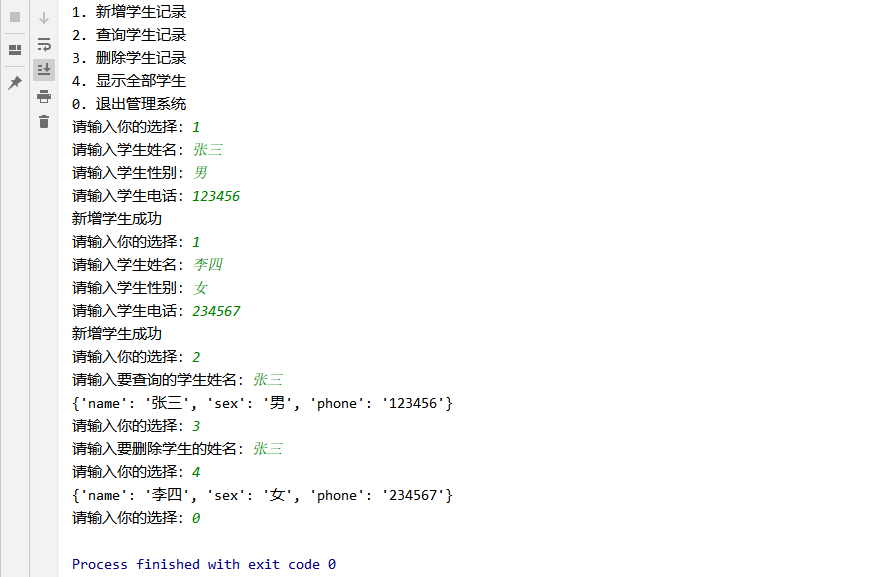 1. 新增学生记录
2. 查询学生记录
3. 删除学生记录
4. 显示全部学生
0. 退出管理系统
请输入你的选择: 1
请输入学生姓名: 张三
请输入学生性别: 男
请输入学生电话: 123456
新增学生成功
请输入你的选择: 1
请输入学生姓名: 李四
请输入学生性别: 女
请输入学生电话: 234567
新增学生成功
请输入你的选择: 2
请输入要查询的学生姓名: 张三
{'name': '张三', 'sex': '男', 'phone': '123456'}
请输入你的选择: 3
请输入要删除学生的姓名: 张三
请输入你的选择: 4
{'name': '李四', 'sex': '女', 'phone': '234567'}
请输入你的选择: 0
Process finished with exit code 0